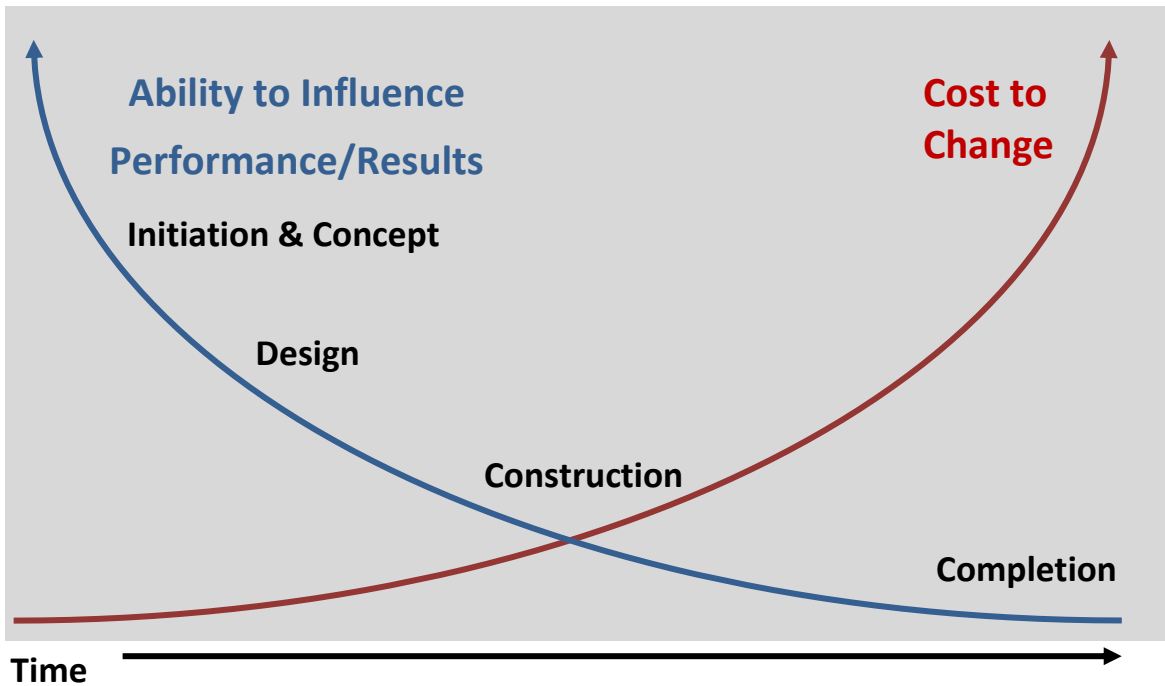 Ability to Influence
Performance/Results
Cost to
Change
Initiation & Concept
Design
Construction
Completion
Time